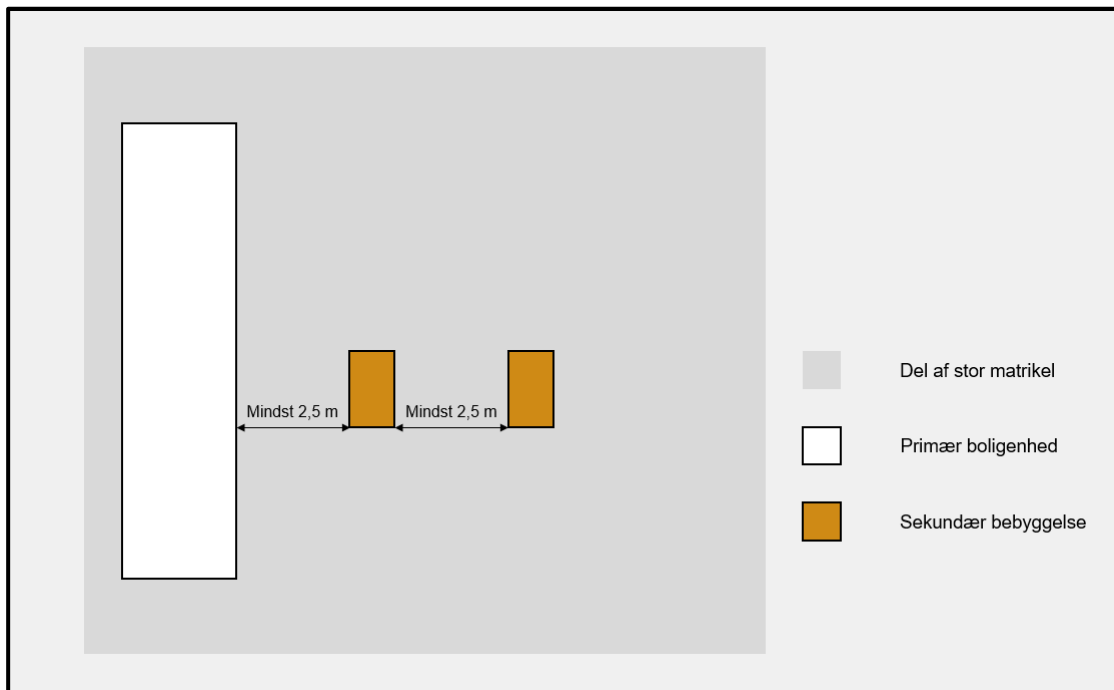 Mindst 2,5 m
Mindst 2,5 m
Del af stor matrikel
Primær boligenhed
Sekundær bebyggelse